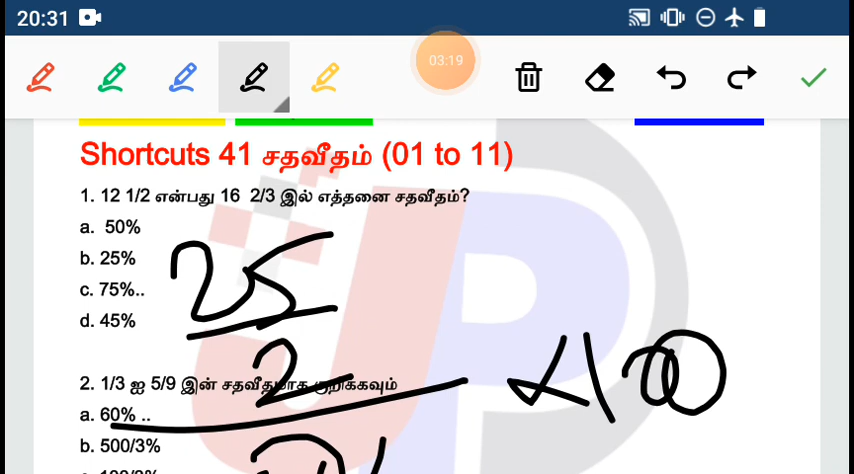 20:31
03:19
Shortcuts 41 சதவீதம் (01 to 11)
1. 12 1/2 என்பது 16 2/3 இல் எத்தனை சதவீதம்?
a. 50%
b. 25%
c. 75%..
d. 45%
25
2
×100
2. 1/3 ஐ 5/9 இன் சதவீதமாக குறிக்கவும்
a. 60% ..
b. 500/3%